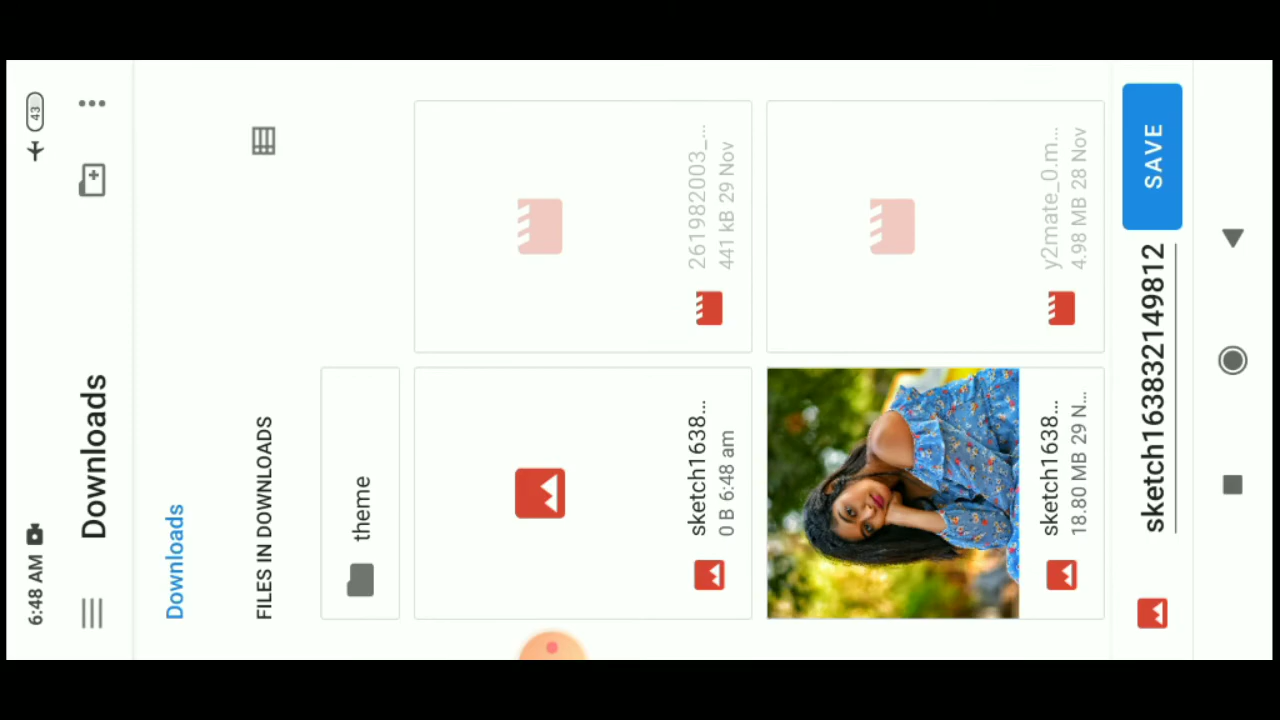 6:48 AM
43
Downloads
Downloads
FILES IN DOWNLOADS
theme
sketch1638...
0 B 6:48 am
261982003_...
441 kB 29 Nov
sketch1638...
18.80 MB 29 N...
y2mate_0.m...
4.98 MB 28 Nov
sketch163832149812
SAVE